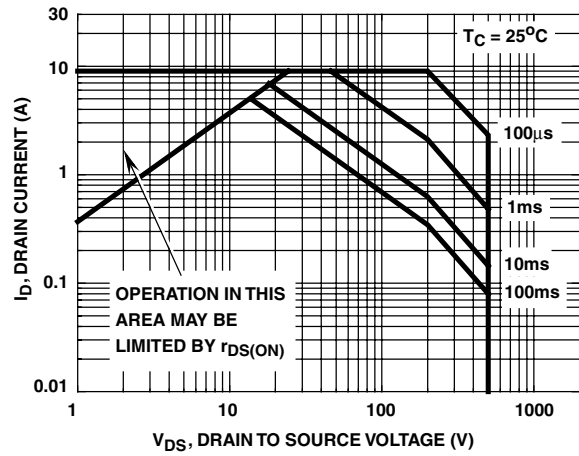 T_C = 25°C
30
10
1
0.1
0.01
I_D, DRAIN CURRENT (A)
100µs
1ms
10ms
100ms
OPERATION IN THIS
AREA MAY BE
LIMITED BY r_DS(ON)
1
10
100
1000
V_DS, DRAIN TO SOURCE VOLTAGE (V)